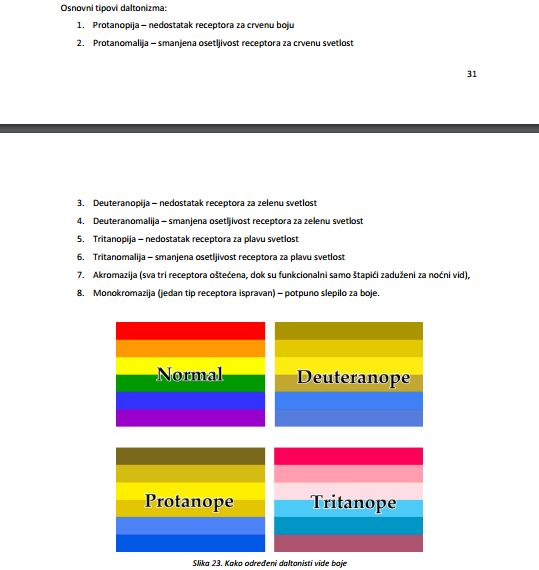 Osnovni tipovi daltonizma:
1. Protanopija – nedostatak receptora za crvenu boju
2. Protanomalija – smanjena osetljivost receptora za crvenu svetlost
31
3. Deuteranopija – nedostatak receptora za zelenu svetlost
4. Deuteranomalija – smanjena osetljivost receptora za zelenu svetlost
5. Tritanopija – nedostatak receptora za plavu svetlost
6. Tritanomalija – smanjena osetljivost receptora za plavu svetlost
7. Akromazija (sva tri receptora oštećena, dok su funkcionalni samo štapići zaduženi za noćni vid),
8. Monokromazija (jedan tip receptora ispravan) – potpuno slepilo za boje.
Normal
Deuteranope
Protanope
Tritanope
Slika 23. Kako određeni daltonisti vide boje